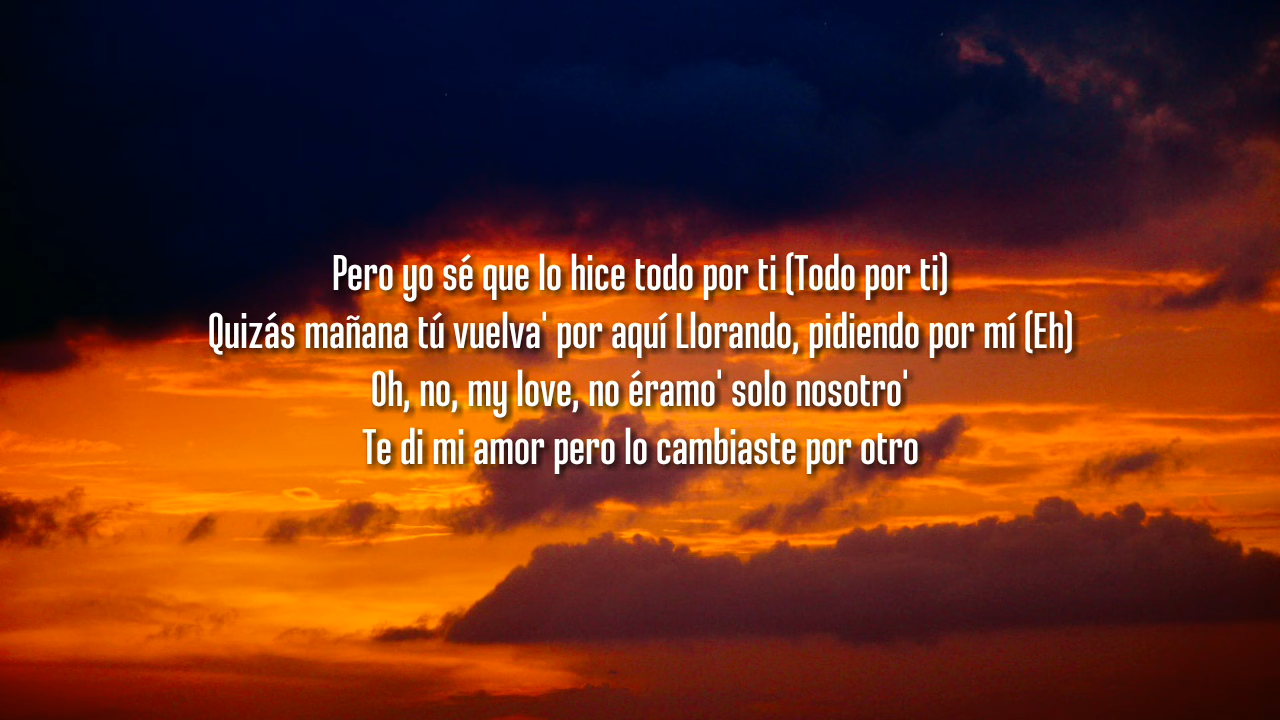 Pero yo sé que lo hice todo por ti (Todo por ti)
Quizás mañana tú vuelva' por aquí Llorando, pidiendo por mí (Eh)
Oh, no, my love, no éramo' solo nosotro'
Te di mi amor pero lo cambiaste por otro